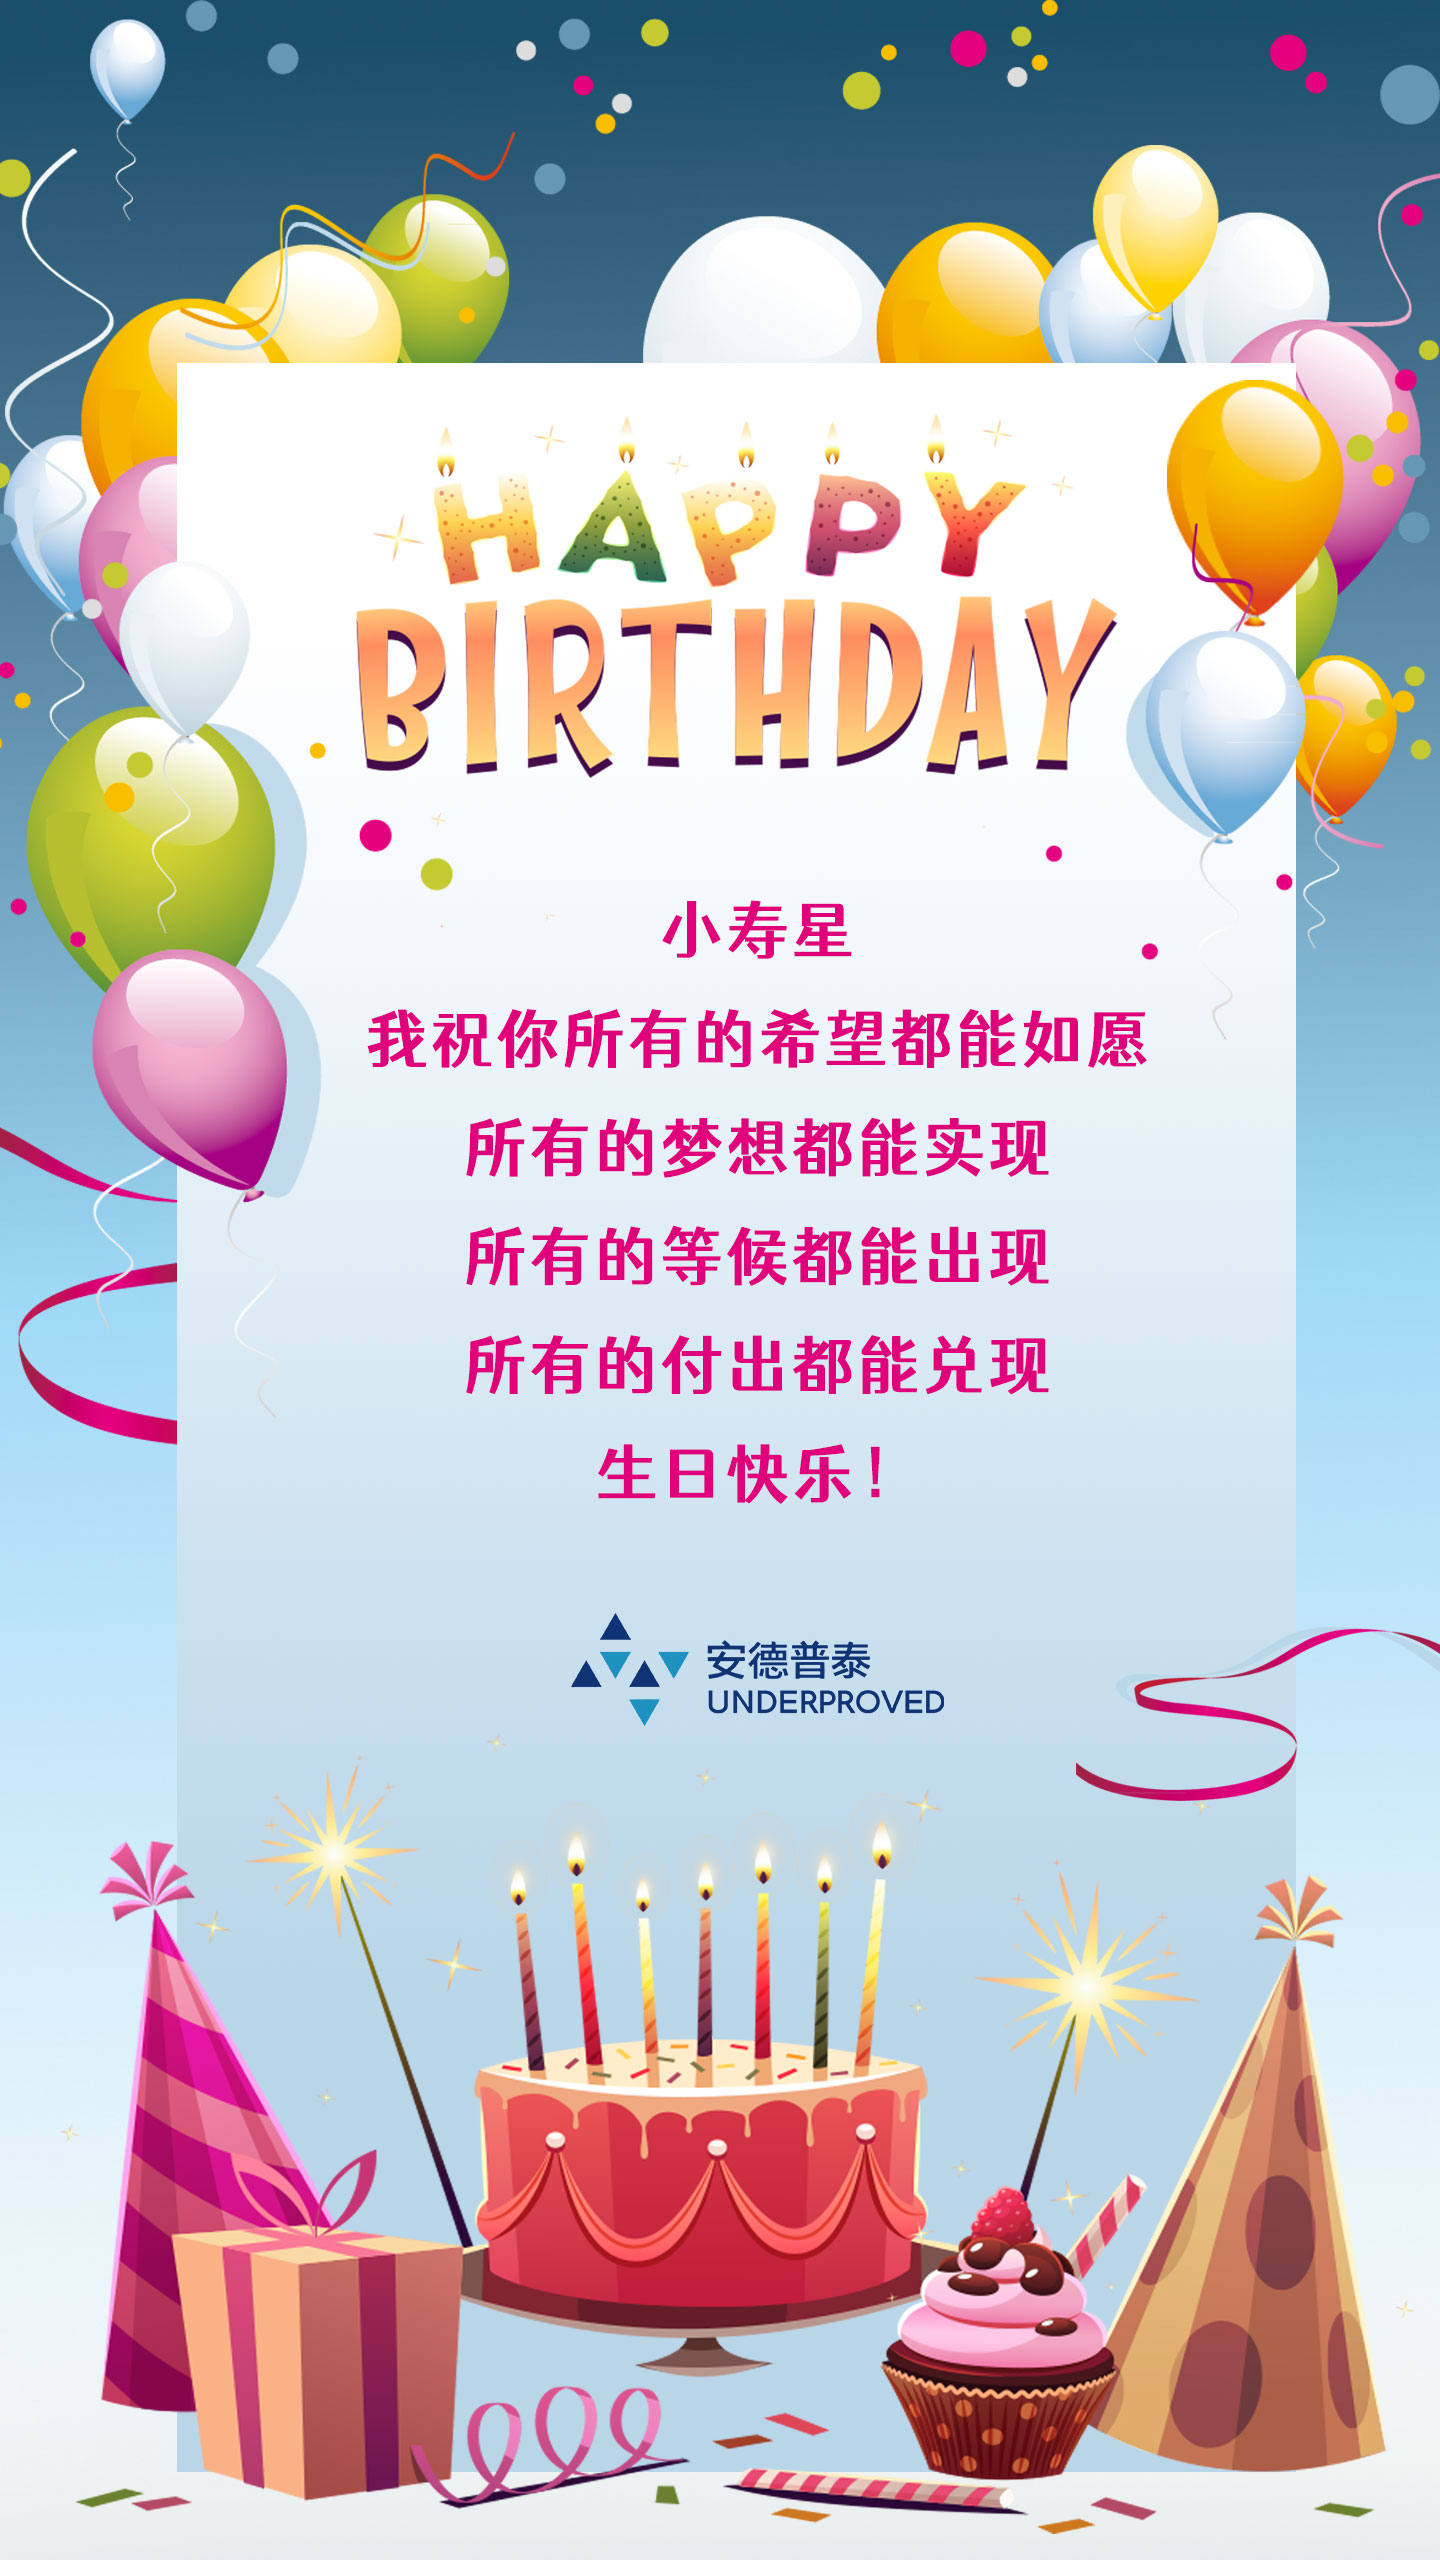 HAPPY
BIRTHDAY
小寿星
我祝你所有的希望都能如愿
所有的梦想都能实现
所有的等候都能出现
所有的付出都能兑现
生日快乐！
安德普泰
UNDERPROVED